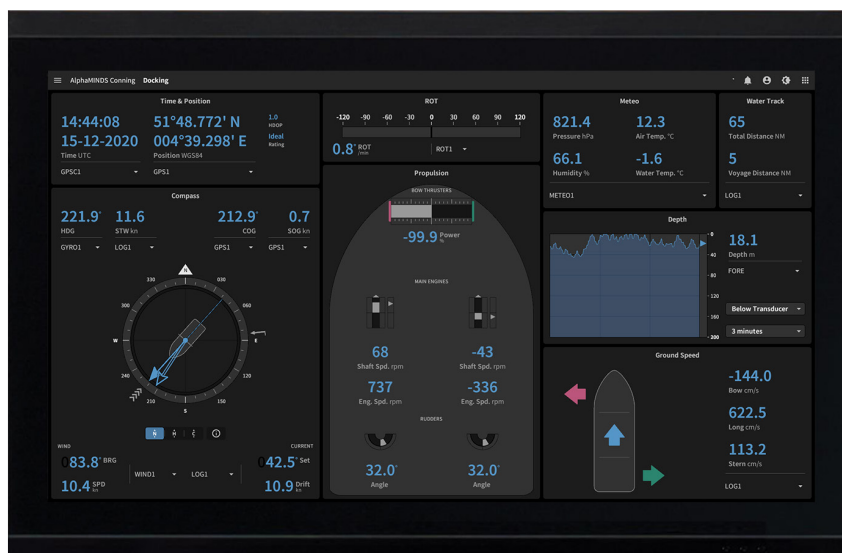 AlphaMINDS Conning Docking
Time & Position
14:44:08 51°48.772' N 1.0
HDOP
15-12-2020 004°39.298' E Ideal
Rating
Time UTC Position WGS84
GPSC1 GPS1
Compass
221.9° 11.6 212.9° 0.7
HDG STW kn COG SOG kn
GYRO1 LOG1 GPS1 GPS1
N
330 030
300 060
W E
240 120
210
S
WIND CURRENT
083.8° BRG 042.5° Set
WIND1 LOG1
10.4 SPD kn 10.9 Drift kn
ROT
-120 -90 -60 -30 0 30 60 90 120
0.8° ROT /min ROT1
Propulsion
BOW THRUSTERS
-99.9 Power %
MAIN ENGINES
68 -43
Shaft Spd. rpm Shaft Spd. rpm
737 -336
Eng. Spd. rpm Eng. Spd. rpm
RUDDERS
32.0° 32.0°
Angle Angle
Meteo
821.4 12.3
Pressure hPa Air Temp. °C
66.1 -1.6
Humidity % Water Temp. °C
METEO1
Water Track
65
Total Distance NM
5
Voyage Distance NM
LOG1
Depth
0
40
80
120
160
200
18.1
Depth m
FORE
Below Transducer
3 minutes
Ground Speed
-144.0
Bow cm/s
622.5
Long cm/s
113.2
Stern cm/s
LOG1